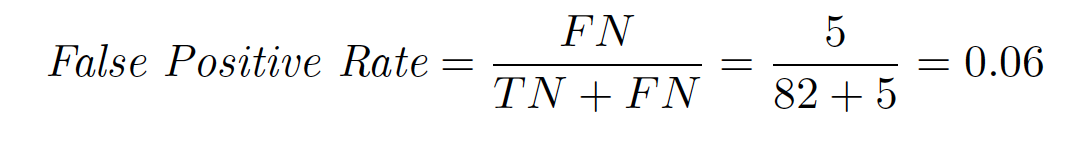 False Positive Rate = FN / (TN + FN) = 5 / (82 + 5) = 0.06